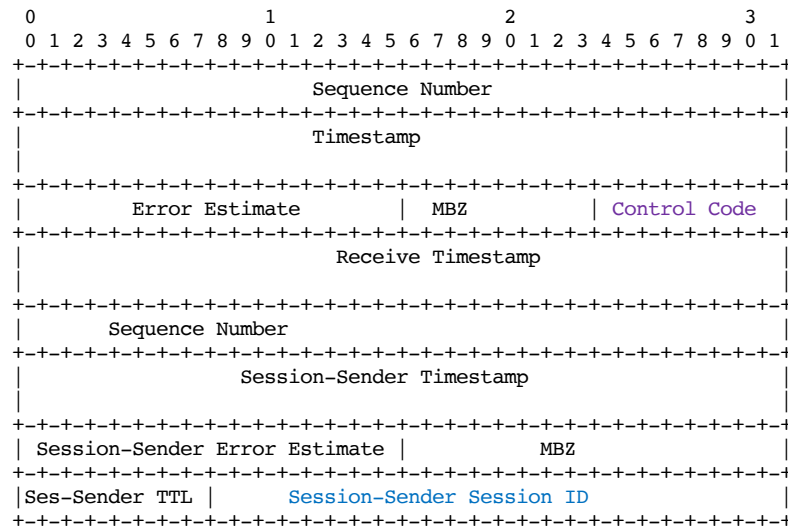 0                   1                   2                   3
0 1 2 3 4 5 6 7 8 9 0 1 2 3 4 5 6 7 8 9 0 1 2 3 4 5 6 7 8 9 0 1
+-+-+-+-+-+-+-+-+-+-+-+-+-+-+-+-+-+-+-+-+-+-+-+-+-+-+-+-+-+-+-+-+
|                        Sequence Number                        |
+-+-+-+-+-+-+-+-+-+-+-+-+-+-+-+-+-+-+-+-+-+-+-+-+-+-+-+-+-+-+-+-+
|                        Timestamp                              |
|                                                               |
+-+-+-+-+-+-+-+-+-+-+-+-+-+-+-+-+-+-+-+-+-+-+-+-+-+-+-+-+-+-+-+-+
|         Error Estimate        |  MBZ          | Control Code  |
+-+-+-+-+-+-+-+-+-+-+-+-+-+-+-+-+-+-+-+-+-+-+-+-+-+-+-+-+-+-+-+-+
|                          Receive Timestamp                    |
|                                                               |
+-+-+-+-+-+-+-+-+-+-+-+-+-+-+-+-+-+-+-+-+-+-+-+-+-+-+-+-+-+-+-+-+
|       Sequence Number                                         |
+-+-+-+-+-+-+-+-+-+-+-+-+-+-+-+-+-+-+-+-+-+-+-+-+-+-+-+-+-+-+-+-+
|                  Session-Sender Timestamp                     |
|                                                               |
+-+-+-+-+-+-+-+-+-+-+-+-+-+-+-+-+-+-+-+-+-+-+-+-+-+-+-+-+-+-+-+-+
| Session-Sender Error Estimate |           MBZ                 |
+-+-+-+-+-+-+-+-+-+-+-+-+-+-+-+-+-+-+-+-+-+-+-+-+-+-+-+-+-+-+-+-+
|Ses-Sender TTL |      Session-Sender Session ID                |
+-+-+-+-+-+-+-+-+-+-+-+-+-+-+-+-+-+-+-+-+-+-+-+-+-+-+-+-+-+-+-+-+